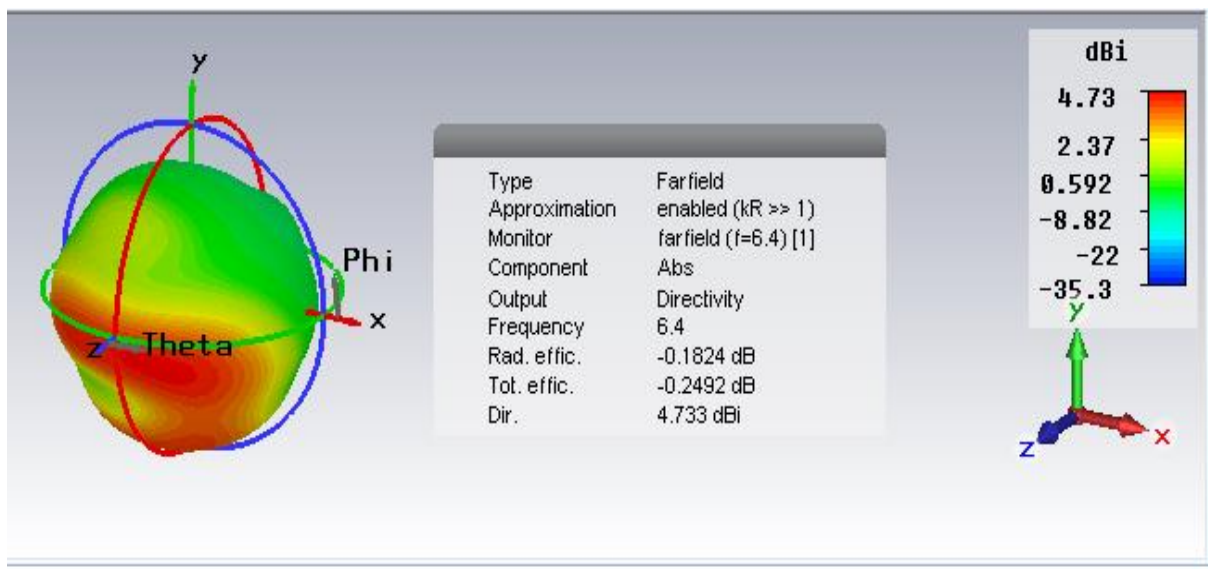 y
Phi
x
z Theta
Type Farfield
Approximation enabled (kR >> 1)
Monitor farfield (f=6.4) [1]
Component Abs
Output Directivity
Frequency 6.4
Rad. effic. -0.1824 dB
Tot. effic. -0.2492 dB
Dir. 4.733 dBi
dBi
4.73
2.37
0.592
-8.82
-22
-35.3
y
x
z